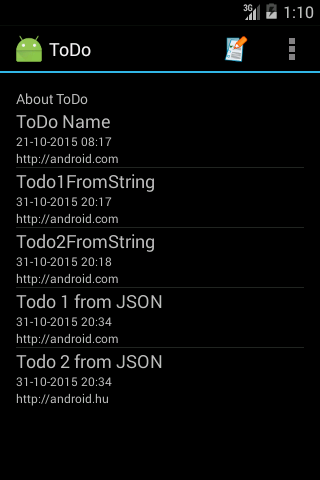 3G 1:10
ToDo
About ToDo
ToDo Name
21-10-2015 08:17
http://android.com
Todo1FromString
31-10-2015 20:17
http://android.com
Todo2FromString
31-10-2015 20:18
http://android.com
Todo 1 from JSON
31-10-2015 20:34
http://android.com
Todo 2 from JSON
31-10-2015 20:34
http://android.hu